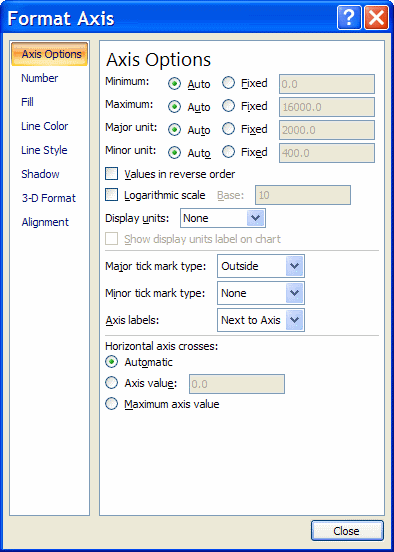 Format Axis
Axis Options
Number
Fill
Line Color
Line Style
Shadow
3-D Format
Alignment
Axis Options
Minimum: Auto Fixed 0.0
Maximum: Auto Fixed 16000.0
Major unit: Auto Fixed 2000.0
Minor unit: Auto Fixed 400.0
Values in reverse order
Logarithmic scale Base: 10
Display units: None
Show display units label on chart
Major tick mark type: Outside
Minor tick mark type: None
Axis labels: Next to Axis
Horizontal axis crosses:
Automatic
Axis value: 0.0
Maximum axis value
Close